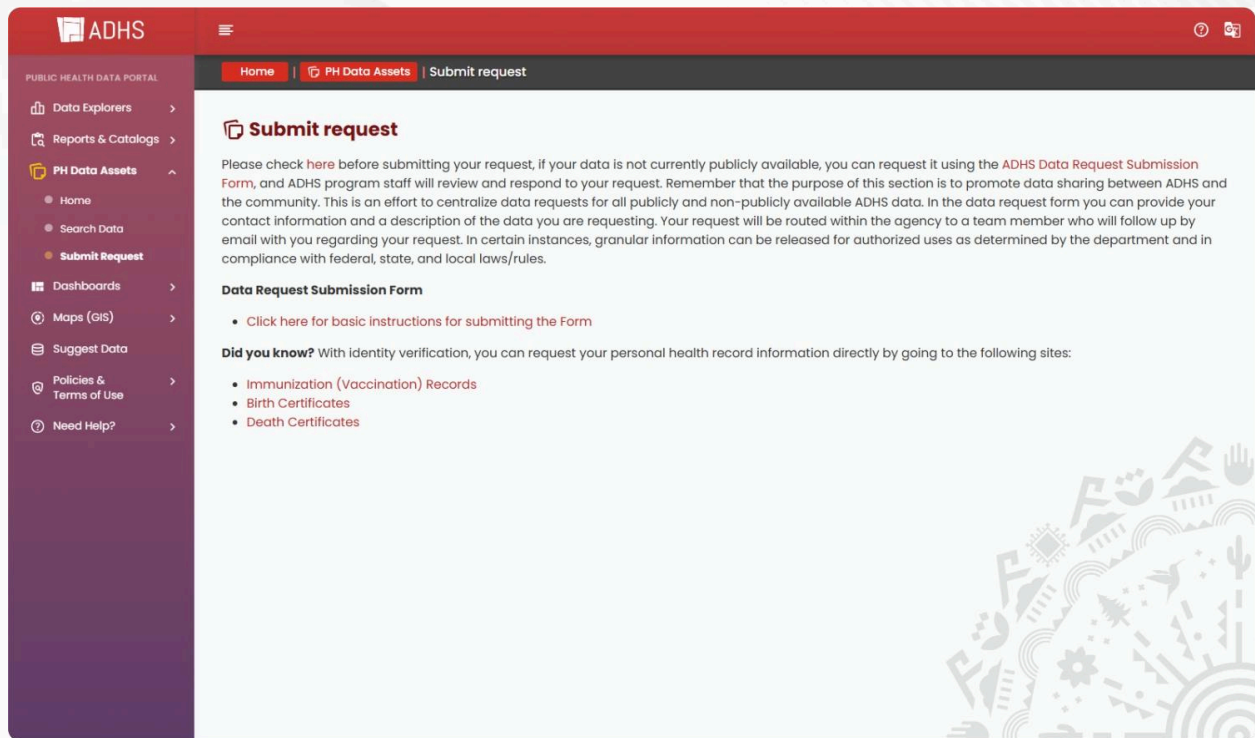 ADHS
PUBLIC HEALTH DATA PORTAL
Data Explorers
Reports & Catalogs
PH Data Assets
Home
Search Data
Submit Request
Dashboards
Maps (GIS)
Suggest Data
Policies &
Terms of Use
Need Help?
Home | PH Data Assets | Submit request
Submit request
Please check here before submitting your request, if your data is not currently publicly available, you can request it using the ADHS Data Request Submission
Form, and ADHS program staff will review and respond to your request. Remember that the purpose of this section is to promote data sharing between ADHS and
the community. This is an effort to centralize data requests for all publicly and non-publicly available ADHS data. In the data request form you can provide your
contact information and a description of the data you are requesting. Your request will be routed within the agency to a team member who will follow up by
email with you regarding your request. In certain instances, granular information can be released for authorized uses as determined by the department and in
compliance with federal, state, and local laws/rules.
Data Request Submission Form
• Click here for basic instructions for submitting the Form
Did you know? With identity verification, you can request your personal health record information directly by going to the following sites:
• Immunization (Vaccination) Records
• Birth Certificates
• Death Certificates